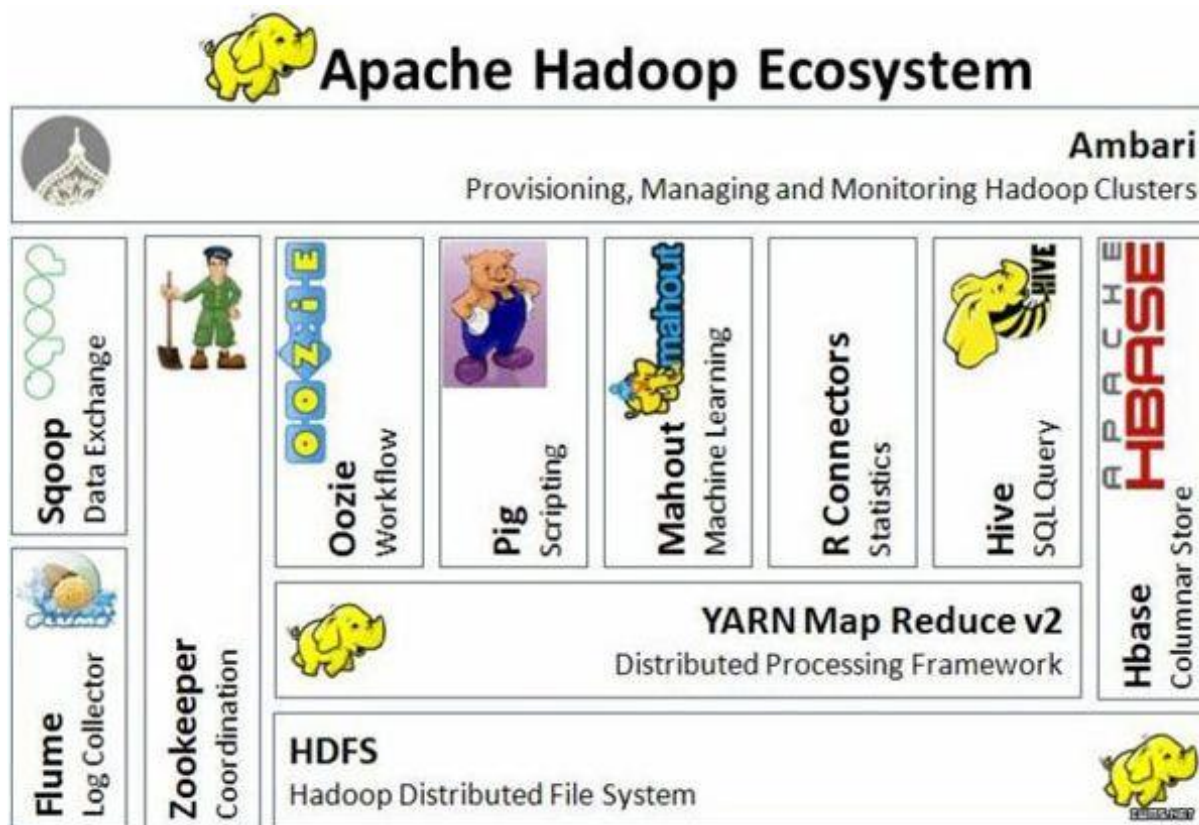 Apache Hadoop Ecosystem
Ambari
Provisioning, Managing and Monitoring Hadoop Clusters
sqoop
Sqoop
Data Exchange
FLUME
Flume
Log Collector
Zookeeper
Coordination
OOZIE
Oozie
Workflow
Pig
Scripting
mahout
Mahout
Machine Learning
R Connectors
Statistics
HIVE
Hive
SQL Query
APACHE
HBASE
Hbase
Columnar Store
YARN Map Reduce v2
Distributed Processing Framework
HDFS
Hadoop Distributed File System